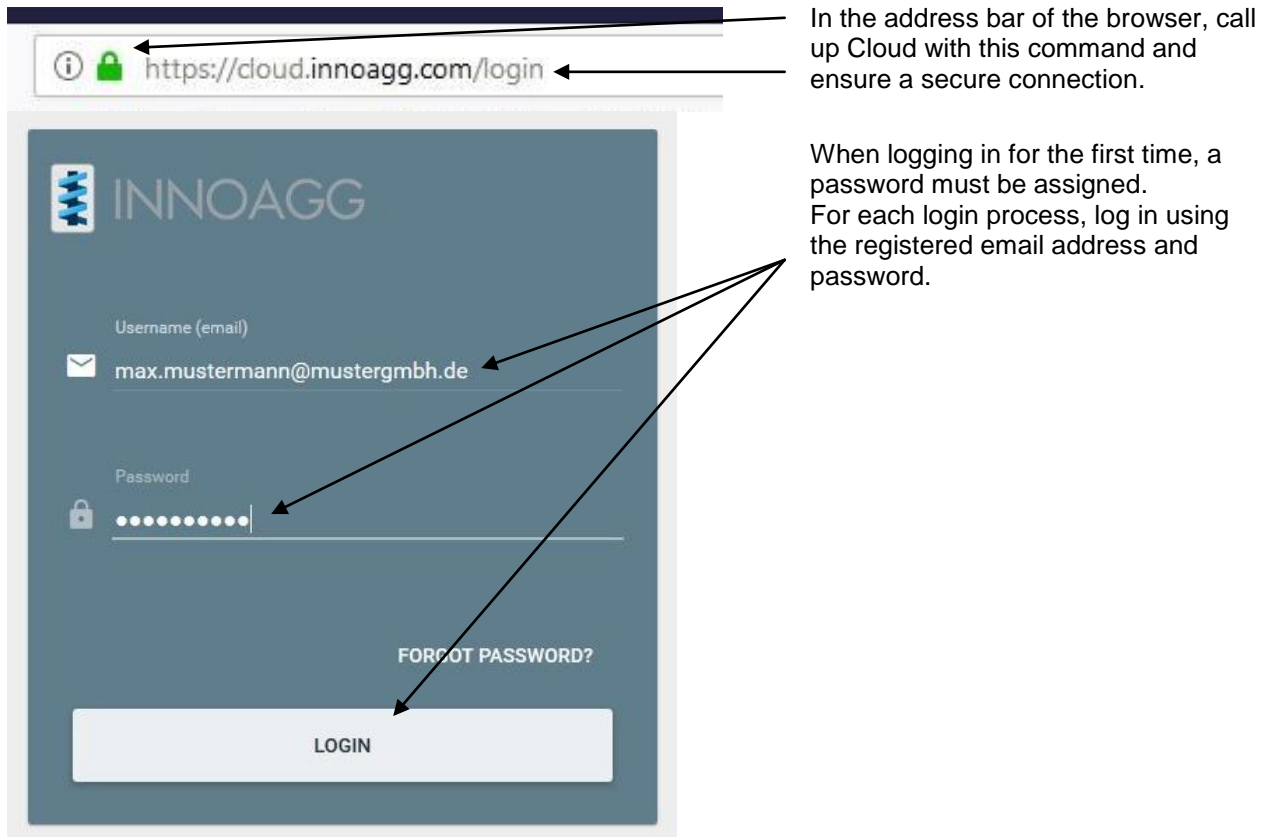 In the address bar of the browser, call
up Cloud with this command and
ensure a secure connection.
https://cloud.innoagg.com/login
When logging in for the first time, a
password must be assigned.
For each login process, log in using
the registered email address and
password.
INNOAGG
Username (email)
max.mustermann@mustergmbh.de
Password
••••••••••
FORGOT PASSWORD?
LOGIN